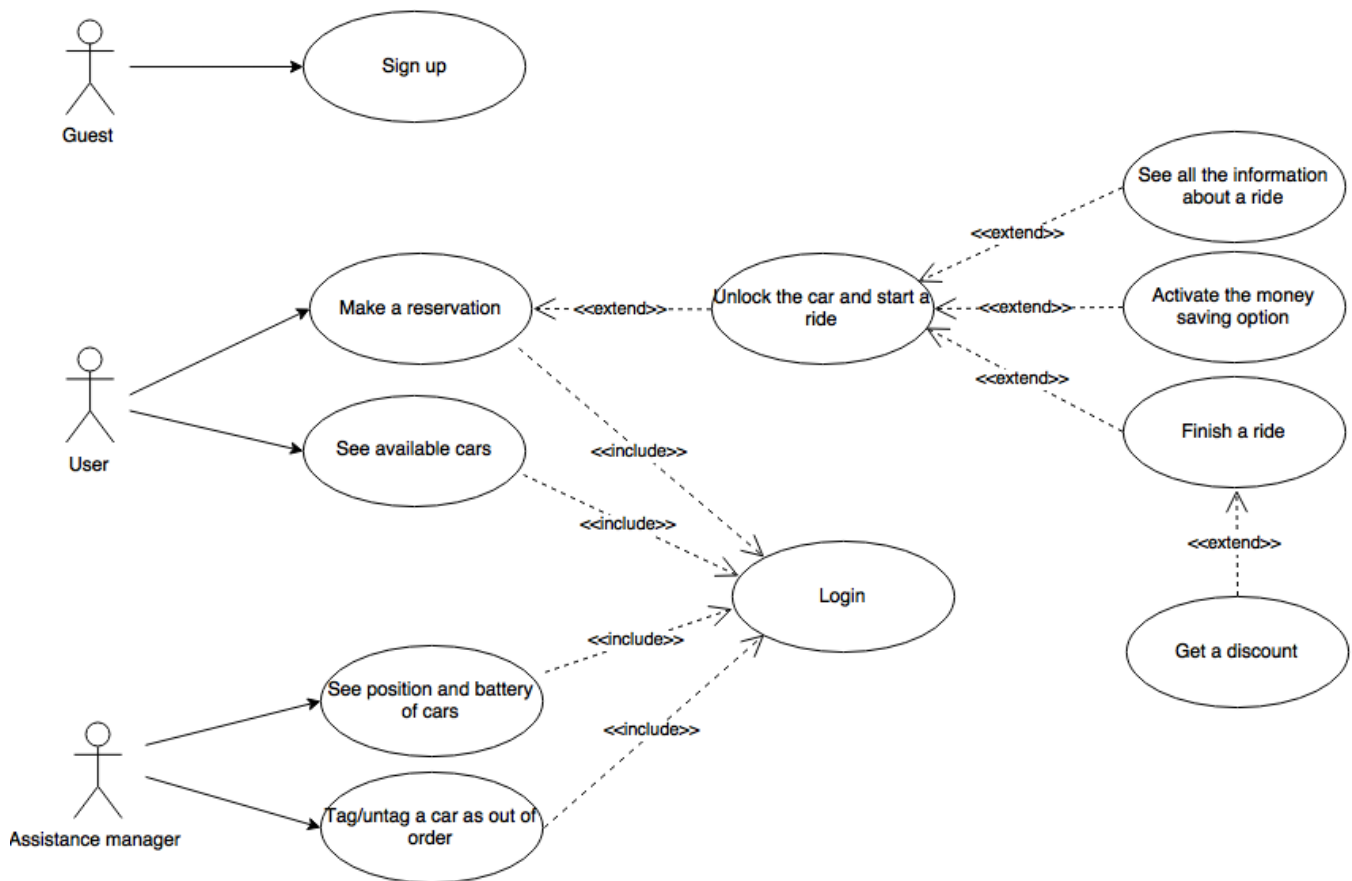 Sign up
Guest
See all the information
about a ride
<<extend>>
Make a reservation
<<extend>>
Unlock the car and start a
ride
<<extend>>
Activate the money
saving option
<<extend>>
Finish a ride
User
See available cars
<<include>>
<<include>>
<<extend>>
Login
<<include>>
Get a discount
See position and battery
of cars
<<include>>
Assistance manager
Tag/untag a car as out of
order